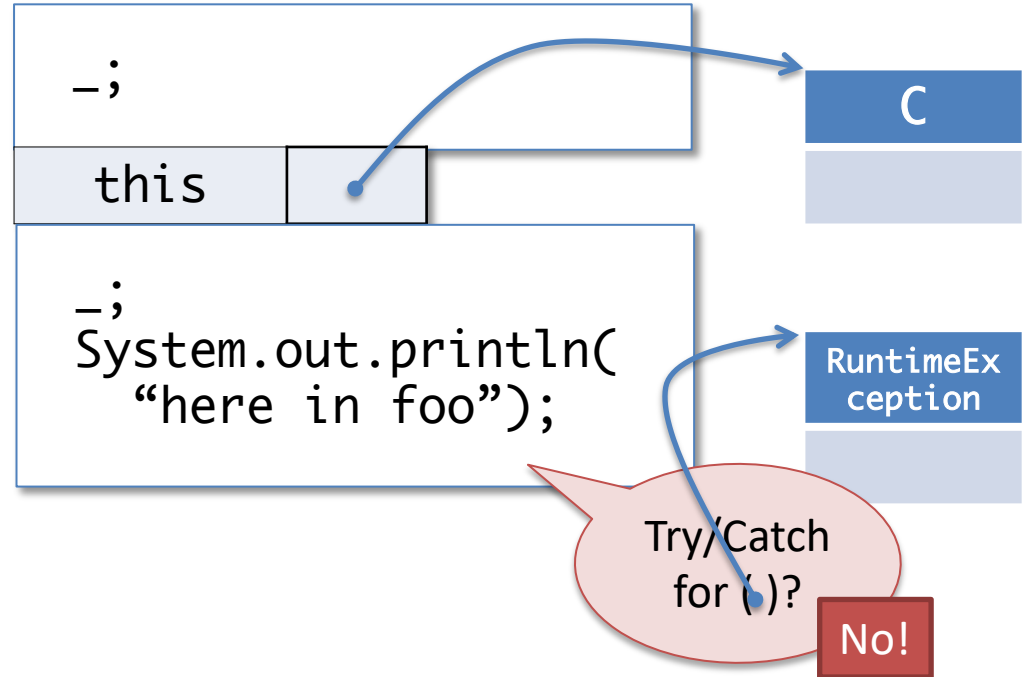 _;
C
this
_;
System.out.println(
“here in foo”);
RuntimeEx
ception
Try/Catch
for ( )?
No!